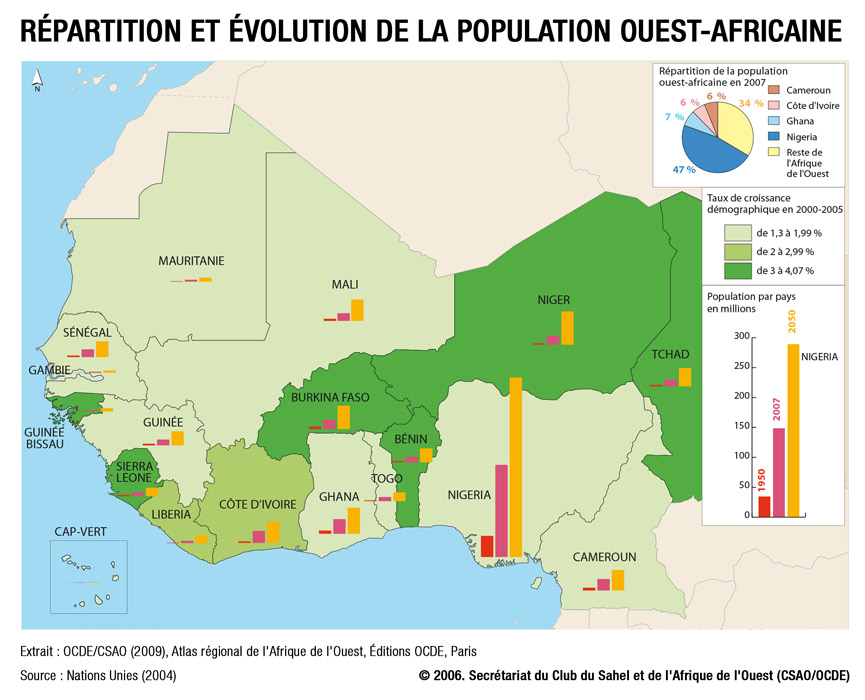 RÉPARTITION ET ÉVOLUTION DE LA POPULATION OUEST-AFRICAINE
N
Répartition de la population
ouest-africaine en 2007
6 %
6 %
34 %
7 %
47 %
Cameroun
Côte d'Ivoire
Ghana
Nigeria
Reste de
l'Afrique
de l'Ouest
Taux de croissance
démographique en 2000-2005
de 1,3 à 1,99 %
de 2 à 2,99 %
de 3 à 4,07 %
Population par pays
en millions
300
250
200
150
100
50
0
1950
2007
2050
NIGERIA
MAURITANIE
MALI
NIGER
TCHAD
SÉNÉGAL
GAMBIE
GUINÉE
BISSAU
GUINÉE
SIERRA
LEONE
LIBERIA
CÔTE D'IVOIRE
BURKINA FASO
GHANA
TOGO
BÉNIN
NIGERIA
CAMEROUN
CAP-VERT
Extrait : OCDE/CSAO (2009), Atlas régional de l'Afrique de l'Ouest, Éditions OCDE, Paris
Source : Nations Unies (2004)
© 2006. Secrétariat du Club du Sahel et de l'Afrique de l'Ouest (CSAO/OCDE)